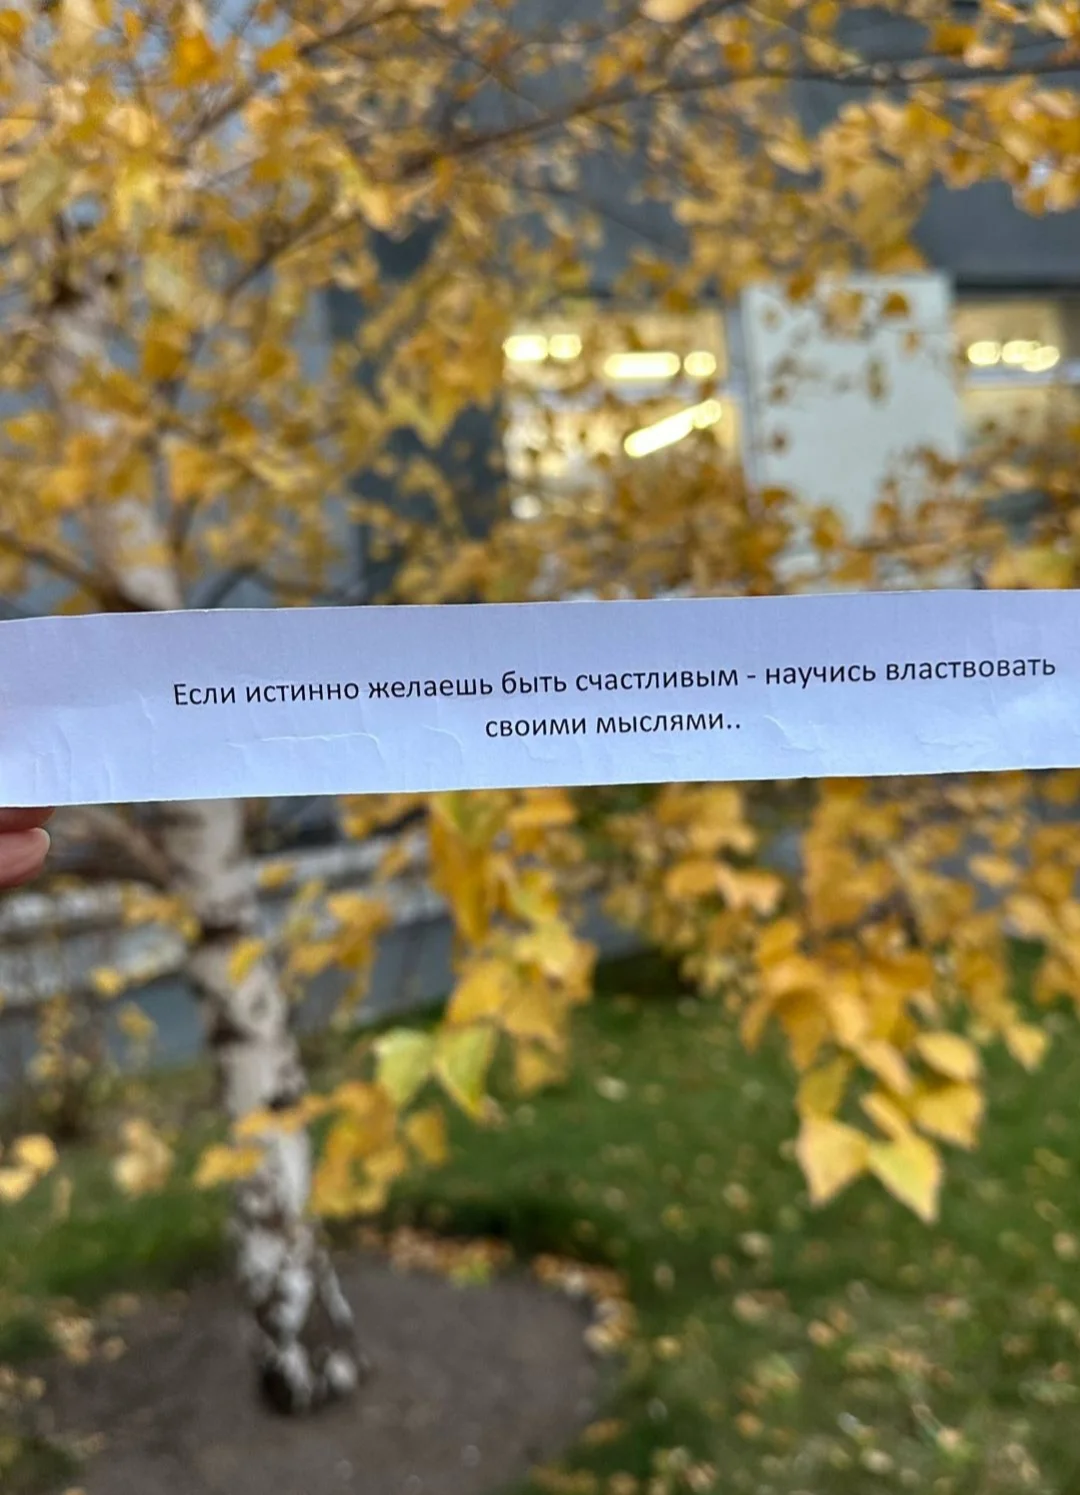 Если истинно желаешь быть счастливым - научись властвовать
своими мыслями..